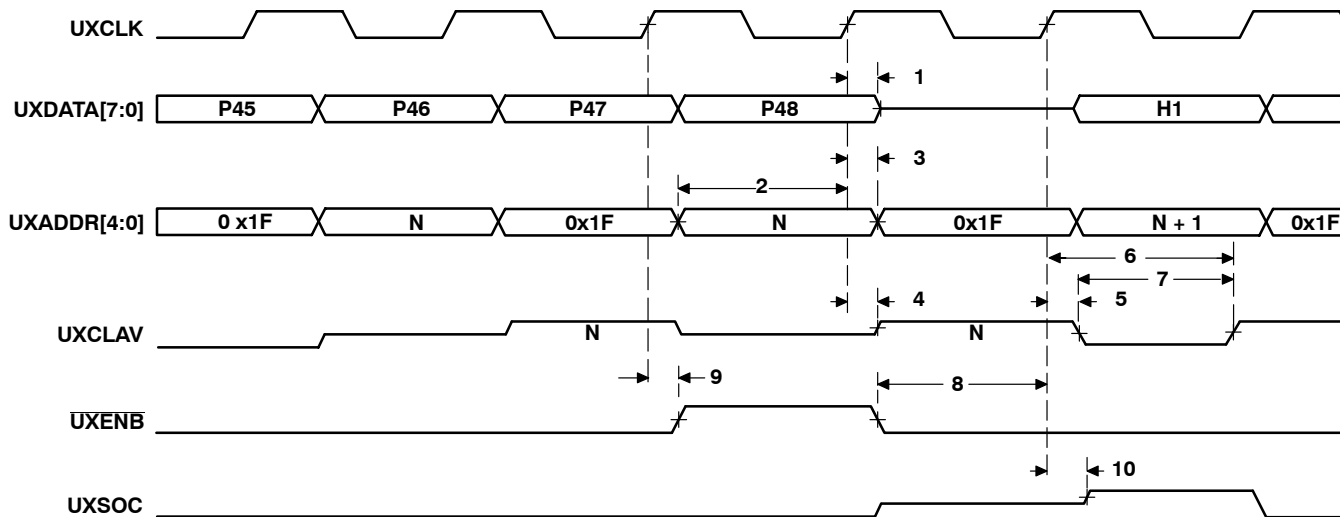 UXCLK
1
UXDATA[7:0] P45 P46 P47 P48 H1
3
2
UXADDR[4:0] 0 x1F N 0x1F N 0x1F N + 1 0x1F
6
7
4 5
UXCLAV N N
9 8
UXENB
10
UXSOC